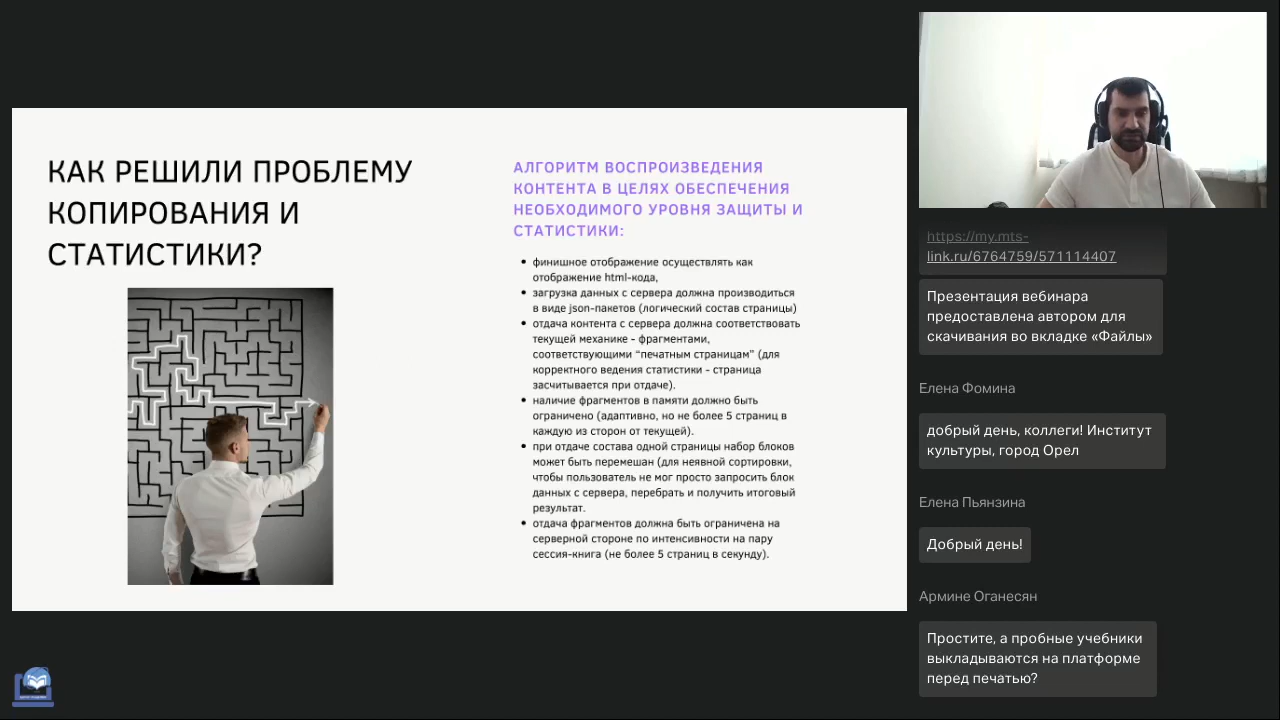 КАК РЕШИЛИ ПРОБЛЕМУ
КОПИРОВАНИЯ И
СТАТИСТИКИ?
АЛГОРИТМ ВОСПРОИЗВЕДЕНИЯ
КОНТЕНТА В ЦЕЛЯХ ОБЕСПЕЧЕНИЯ
НЕОБХОДИМОГО УРОВНЯ ЗАЩИТЫ И
СТАТИСТИКИ:
• финишное отображение осуществлять как
отображение html-кода,
• загрузка данных с сервера должна производиться
в виде json-пакетов (логический состав страницы)
• отдача контента с сервера должна соответствовать
текущей механике - фрагментами,
соответствующими “печатным страницам” (для
корректного ведения статистики - страница
засчитывается при отдаче).
• наличие фрагментов в памяти должно быть
ограничено (адаптивно, но не более 5 страниц в
каждую из сторон от текущей).
• при отдаче состава одной страницы набор блоков
может быть перемешан (для неявной сортировки,
чтобы пользователь не мог просто запросить блок
данных с сервера, перебрать и получить итоговый
результат.
• отдача фрагментов должна быть ограничена на
серверной стороне по интенсивности на пару
сессия-книга (не более 5 страниц в секунду).
https://my.mts-
link.ru/6764759/571114407
Презентация вебинара
предоставлена автором для
скачивания во вкладке «Файлы»
Елена Фомина
добрый день, коллеги! Институт
культуры, город Орел
Елена Пьянзина
Добрый день!
Армине Оганесян
Простите, а пробные учебники
выкладываются на платформе
перед печатью?